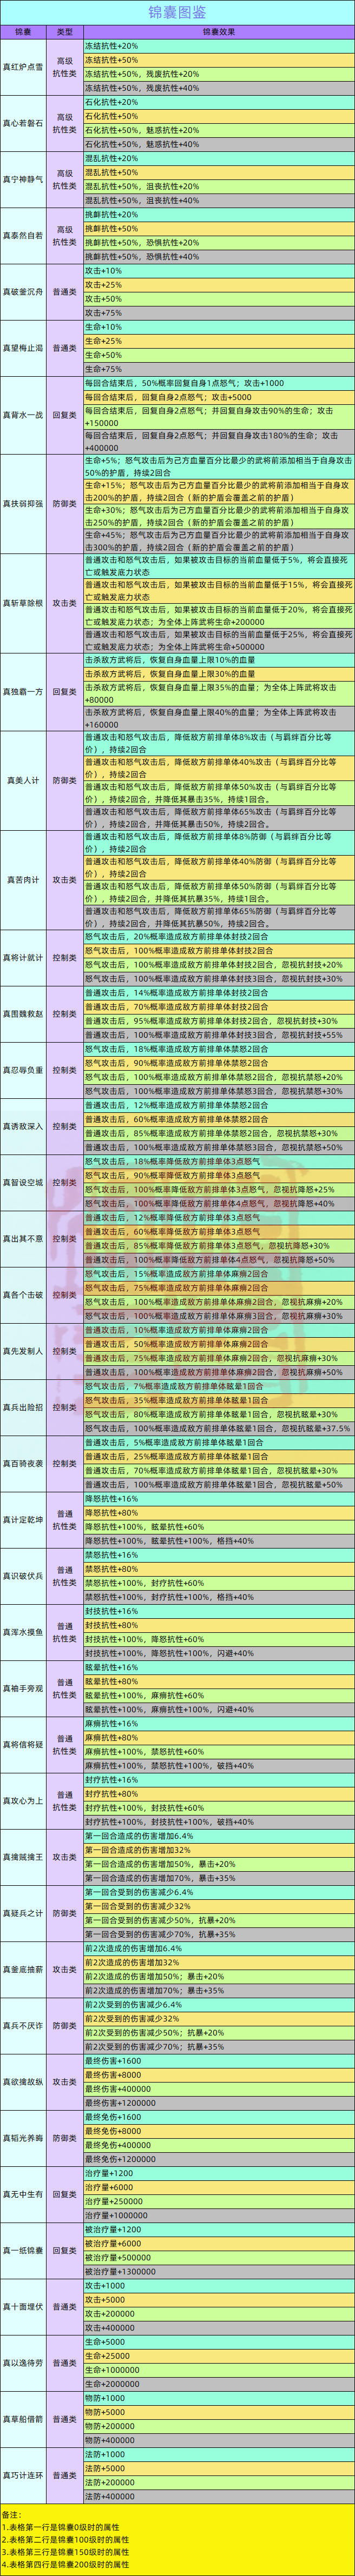 锦囊图鉴
锦囊 类型 锦囊效果
真红炉点雪 高级抗性类
冻结抗性+20%
冻结抗性+50%
冻结抗性+50%，残废抗性+20%
冻结抗性+50%，残废抗性+40%
真心若磐石 高级抗性类
石化抗性+20%
石化抗性+50%
石化抗性+50%，魅惑抗性+20%
石化抗性+50%，魅惑抗性+40%
真宁神静气 高级抗性类
混乱抗性+20%
混乱抗性+50%
混乱抗性+50%，沮丧抗性+20%
混乱抗性+50%，沮丧抗性+40%
真泰然自若 高级抗性类
挑衅抗性+20%
挑衅抗性+50%
挑衅抗性+50%，恐惧抗性+20%
挑衅抗性+50%，恐惧抗性+40%
真破釜沉舟 普通类
攻击+10%
攻击+25%
攻击+50%
攻击+75%
真望梅止渴 普通类
生命+10%
生命+25%
生命+50%
生命+75%
真背水一战 回复类
每回合结束后，50%概率回复自身1点怒气；攻击+1000
每回合结束后，回复自身2点怒气；攻击+5000
每回合结束后，回复自身2点怒气；并回复自身攻击90%的生命；攻击
+150000
每回合结束后，回复自身2点怒气；并回复自身攻击180%的生命；攻击
+400000
真扶弱抑强 防御类
生命+5%；怒气攻击后为己方血量百分比最少的武将前添加相当于自身攻击
50%的护盾，持续2回合
生命+15%；怒气攻击后为己方血量百分比最少的武将前添加相当于自身攻
击200%的护盾，持续2回合（新的护盾会覆盖之前的护盾）
生命+30%；怒气攻击后为己方血量百分比最少的武将前添加相当于自身攻
击250%的护盾，持续2回合（新的护盾会覆盖之前的护盾）
生命+45%；怒气攻击后为己方血量百分比最少的武将前添加相当于自身攻
击300%的护盾，持续2回合（新的护盾会覆盖之前的护盾）
真斩草除根 攻击类
普通攻击和怒气攻击后，如果被攻击目标的当前血量低于5%，将会直接死
亡或触发底力状态
普通攻击和怒气攻击后，如果被攻击目标的当前血量低于15%，将会直接死
亡或触发底力状态
普通攻击和怒气攻击后，如果被攻击目标的当前血量低于20%，将会直接死
亡或触发底力状态；为全体上阵武将生命+200000
普通攻击和怒气攻击后，如果被攻击目标的当前血量低于25%，将会直接死
亡或触发底力状态；为全体上阵武将生命+500000
真独霸一方 回复类
击杀敌方武将后，恢复自身血量上限10%的血量
击杀敌方武将后，恢复自身血量上限30%的血量
击杀敌方武将后，恢复自身血量上限35%的血量；为全体上阵武将攻击
+80000
击杀敌方武将后，恢复自身血量上限40%的血量；为全体上阵武将攻击
+160000
真美人计 防御类
普通攻击和怒气攻击后，降低敌方前排单体8%攻击（与羁绊百分比等
价），持续2回合
普通攻击和怒气攻击后，降低敌方前排单体40%攻击（与羁绊百分比等
价），持续2回合
普通攻击和怒气攻击后，降低敌方前排单体50%攻击（与羁绊百分比等
价），持续2回合，并降低其暴击35%，持续1回合。
普通攻击和怒气攻击后，降低敌方前排单体65%攻击（与羁绊百分比等
价），持续2回合，并降低其暴击50%，持续2回合。
真苦肉计 攻击类
普通攻击和怒气攻击后，降低敌方前排单体8%防御（与羁绊百分比等
价），持续2回合
普通攻击和怒气攻击后，降低敌方前排单体40%防御（与羁绊百分比等
价），持续2回合
普通攻击和怒气攻击后，降低敌方前排单体50%防御（与羁绊百分比等
价），持续2回合，并降低其抗暴35%，持续1回合。
普通攻击和怒气攻击后，降低敌方前排单体65%防御（与羁绊百分比等
价），持续2回合，并降低其抗暴50%，持续2回合。
真将计就计 控制类
怒气攻击后，20%概率造成敌方前排单体封技2回合
怒气攻击后，100%概率造成敌方前排单体封技2回合
怒气攻击后，100%概率造成敌方前排单体封技2回合，忽视抗封技+20%
怒气攻击后，100%概率造成敌方前排单体封技3回合，忽视抗封技+30%
真围魏救赵 控制类
普通攻击后，14%概率造成敌方前排单体封技2回合
普通攻击后，70%概率造成敌方前排单体封技2回合
普通攻击后，95%概率造成敌方前排单体封技2回合，忽视抗封技+30%
普通攻击后，100%概率造成敌方前排单体封技3回合，忽视抗封技+55%
真忍辱负重 控制类
怒气攻击后，18%概率造成敌方前排单体禁怒2回合
怒气攻击后，90%概率造成敌方前排单体禁怒2回合
怒气攻击后，100%概率造成敌方前排单体禁怒2回合，忽视抗禁怒+20%
怒气攻击后，100%概率造成敌方前排单体禁怒3回合，忽视抗禁怒+30%
真诱敌深入 控制类
普通攻击后，12%概率造成敌方前排单体禁怒2回合
普通攻击后，60%概率造成敌方前排单体禁怒2回合
普通攻击后，85%概率造成敌方前排单体禁怒2回合，忽视抗禁怒+30%
普通攻击后，100%概率造成敌方前排单体禁怒3回合，忽视抗禁怒+50%
真智设空城 控制类
怒气攻击后，18%概率降低敌方前排单体3点怒气
怒气攻击后，90%概率降低敌方前排单体3点怒气
怒气攻击后，100%概率降低敌方前排单体3点怒气，忽视抗降怒+25%
怒气攻击后，100%概率降低敌方前排单体4点怒气，忽视抗降怒+40%
真出其不意 控制类
普通攻击后，12%概率降低敌方前排单体3点怒气
普通攻击后，60%概率降低敌方前排单体3点怒气
普通攻击后，85%概率降低敌方前排单体3点怒气，忽视抗降怒+30%
普通攻击后，100%概率降低敌方前排单体4点怒气，忽视抗降怒+50%
真各个击破 控制类
怒气攻击后，15%概率造成敌方前排单体麻痹2回合
怒气攻击后，75%概率造成敌方前排单体麻痹2回合
怒气攻击后，100%概率造成敌方前排单体麻痹2回合，忽视抗麻痹+20%
怒气攻击后，100%概率造成敌方前排单体麻痹3回合，忽视抗麻痹+30%
真先发制人 控制类
普通攻击后，10%概率造成敌方前排单体麻痹2回合
普通攻击后，50%概率造成敌方前排单体麻痹2回合
普通攻击后，75%概率造成敌方前排单体麻痹2回合，忽视抗麻痹+30%
普通攻击后，100%概率造成敌方前排单体麻痹2回合，忽视抗麻痹+50%
真兵出险招 控制类
怒气攻击后，7%概率造成敌方前排单体眩晕1回合
怒气攻击后，35%概率造成敌方前排单体眩晕1回合
怒气攻击后，80%概率造成敌方前排单体眩晕1回合，忽视抗眩晕+30%
怒气攻击后，100%概率造成敌方前排单体眩晕1回合，忽视抗眩晕+37.5%
真百骑夜袭 控制类
普通攻击后，5%概率造成敌方前排单体眩晕1回合
普通攻击后，25%概率造成敌方前排单体眩晕1回合
普通攻击后，70%概率造成敌方前排单体眩晕1回合，忽视抗眩晕+30%
普通攻击后，100%概率造成敌方前排单体眩晕1回合，忽视抗眩晕+50%
真计定乾坤 普通抗性类
降怒抗性+16%
降怒抗性+80%
降怒抗性+100%，眩晕抗性+60%
降怒抗性+100%，眩晕抗性+100%，格挡+40%
真识破伏兵 普通抗性类
禁怒抗性+16%
禁怒抗性+80%
禁怒抗性+100%，封疗抗性+60%
禁怒抗性+100%，封疗抗性+100%，格挡+40%
真浑水摸鱼 普通抗性类
封技抗性+16%
封技抗性+80%
封技抗性+100%，降怒抗性+60%
封技抗性+100%，降怒抗性+100%，闪避+40%
真袖手旁观 普通抗性类
眩晕抗性+16%
眩晕抗性+80%
眩晕抗性+100%，麻痹抗性+60%
眩晕抗性+100%，麻痹抗性+100%，闪避+40%
真将信将疑 普通抗性类
麻痹抗性+16%
麻痹抗性+80%
麻痹抗性+100%，禁怒抗性+60%
麻痹抗性+100%，禁怒抗性+100%，破挡+40%
真攻心为上 普通抗性类
封疗抗性+16%
封疗抗性+80%
封疗抗性+100%，封技抗性+60%
封疗抗性+100%，封技抗性+100%，破挡+40%
真擒贼擒王 攻击类
第一回合造成的伤害增加6.4%
第一回合造成的伤害增加32%
第一回合造成的伤害增加50%，暴击+20%
第一回合造成的伤害增加70%，暴击+35%
真疑兵之计 防御类
第一回合受到的伤害减少6.4%
第一回合受到的伤害减少32%
第一回合受到的伤害减少50%，抗暴+20%
第一回合受到的伤害减少70%，抗暴+35%
真釜底抽薪 攻击类
前2次造成的伤害增加6.4%
前2次造成的伤害增加32%
前2次造成的伤害增加50%；暴击+20%
前2次造成的伤害增加70%；暴击+35%
真兵不厌诈 防御类
前2次受到的伤害减少6.4%
前2次受到的伤害减少32%
前2次受到的伤害减少50%；抗暴+20%
前2次受到的伤害减少70%；抗暴+35%
真欲擒故纵 攻击类
最终伤害+1600
最终伤害+8000
最终伤害+400000
最终伤害+1200000
真韬光养晦 防御类
最终免伤+1600
最终免伤+8000
最终免伤+400000
最终免伤+1200000
真无中生有 回复类
治疗量+1200
治疗量+6000
治疗量+250000
治疗量+1000000
真一纸锦囊 回复类
被治疗量+1200
被治疗量+6000
被治疗量+500000
被治疗量+1300000
真十面埋伏 普通类
攻击+1000
攻击+5000
攻击+200000
攻击+400000
真以逸待劳 普通类
生命+5000
生命+25000
生命+1000000
生命+2000000
真草船借箭 普通类
物防+1000
物防+5000
物防+200000
物防+400000
真巧计连环 普通类
法防+1000
法防+5000
法防+200000
法防+400000
备注：
1.表格第一行是锦囊0级时的属性
2.表格第二行是锦囊100级时的属性
3.表格第三行是锦囊150级时的属性
4.表格第四行是锦囊200级时的属性